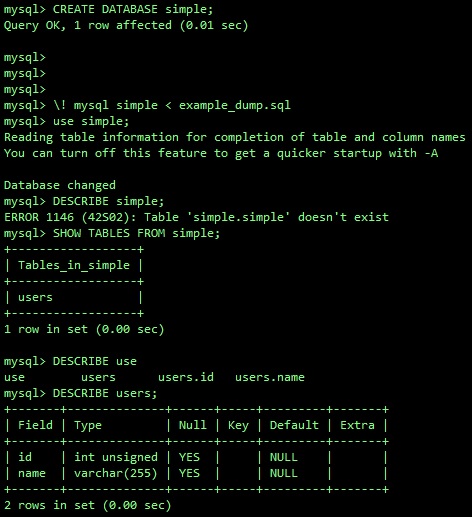 mysql> CREATE DATABASE simple;
Query OK, 1 row affected (0.01 sec)

mysql>
mysql>
mysql>
mysql> \! mysql simple < example_dump.sql
mysql> use simple;
Reading table information for completion of table and column names
You can turn off this feature to get a quicker startup with -A

Database changed
mysql> DESCRIBE simple;
ERROR 1146 (42S02): Table 'simple.simple' doesn't exist
mysql> SHOW TABLES FROM simple;
+------------------+
| Tables_in_simple |
+------------------+
| users            |
+------------------+
1 row in set (0.00 sec)

mysql> DESCRIBE use
use        users      users.id   users.name
mysql> DESCRIBE users;
+-------+--------------+------+-----+---------+-------+
| Field | Type         | Null | Key | Default | Extra |
+-------+--------------+------+-----+---------+-------+
| id    | int unsigned | YES  |     | NULL    |       |
| name  | varchar(255) | YES  |     | NULL    |       |
+-------+--------------+------+-----+---------+-------+
2 rows in set (0.00 sec)